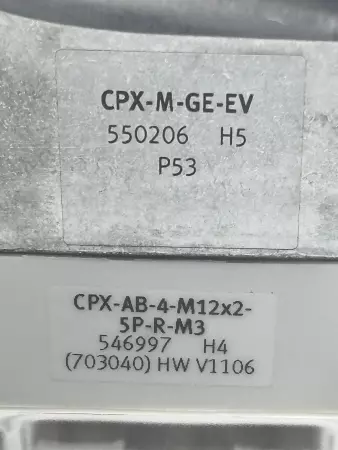 CPX-M-GE-EV
550206 H5
P53
CPX-AB-4-M12x2-
5P-R-M3
546997 H4
(703040) HW V1106